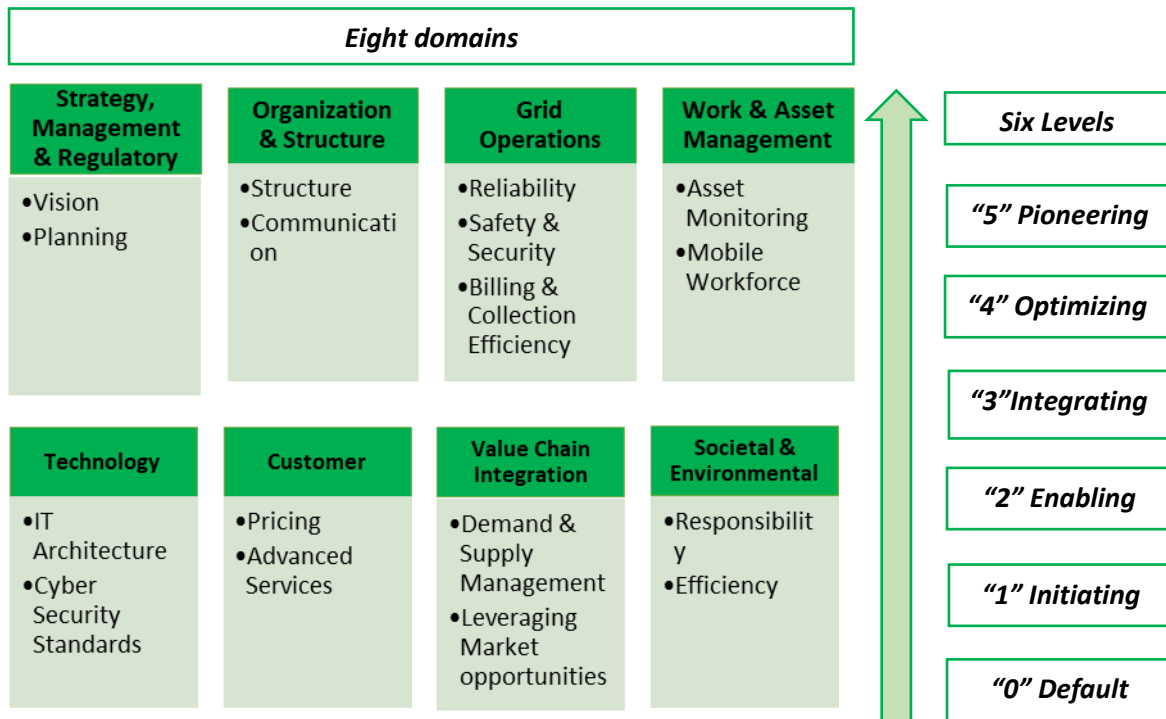 Eight domains
Strategy,
Management
& Regulatory
•Vision
•Planning
Organization
& Structure
•Structure
•Communicati
on
Grid
Operations
•Reliability
•Safety &
Security
•Billing &
Collection
Efficiency
Work & Asset
Management
•Asset
Monitoring
•Mobile
Workforce
Technology
•IT
Architecture
•Cyber
Security
Standards
Customer
•Pricing
•Advanced
Services
Value Chain
Integration
•Demand &
Supply
Management
•Leveraging
Market
opportunities
Societal &
Environmental
•Responsibilit
y
•Efficiency
Six Levels
“5” Pioneering
“4” Optimizing
“3”Integrating
“2” Enabling
“1” Initiating
“0” Default